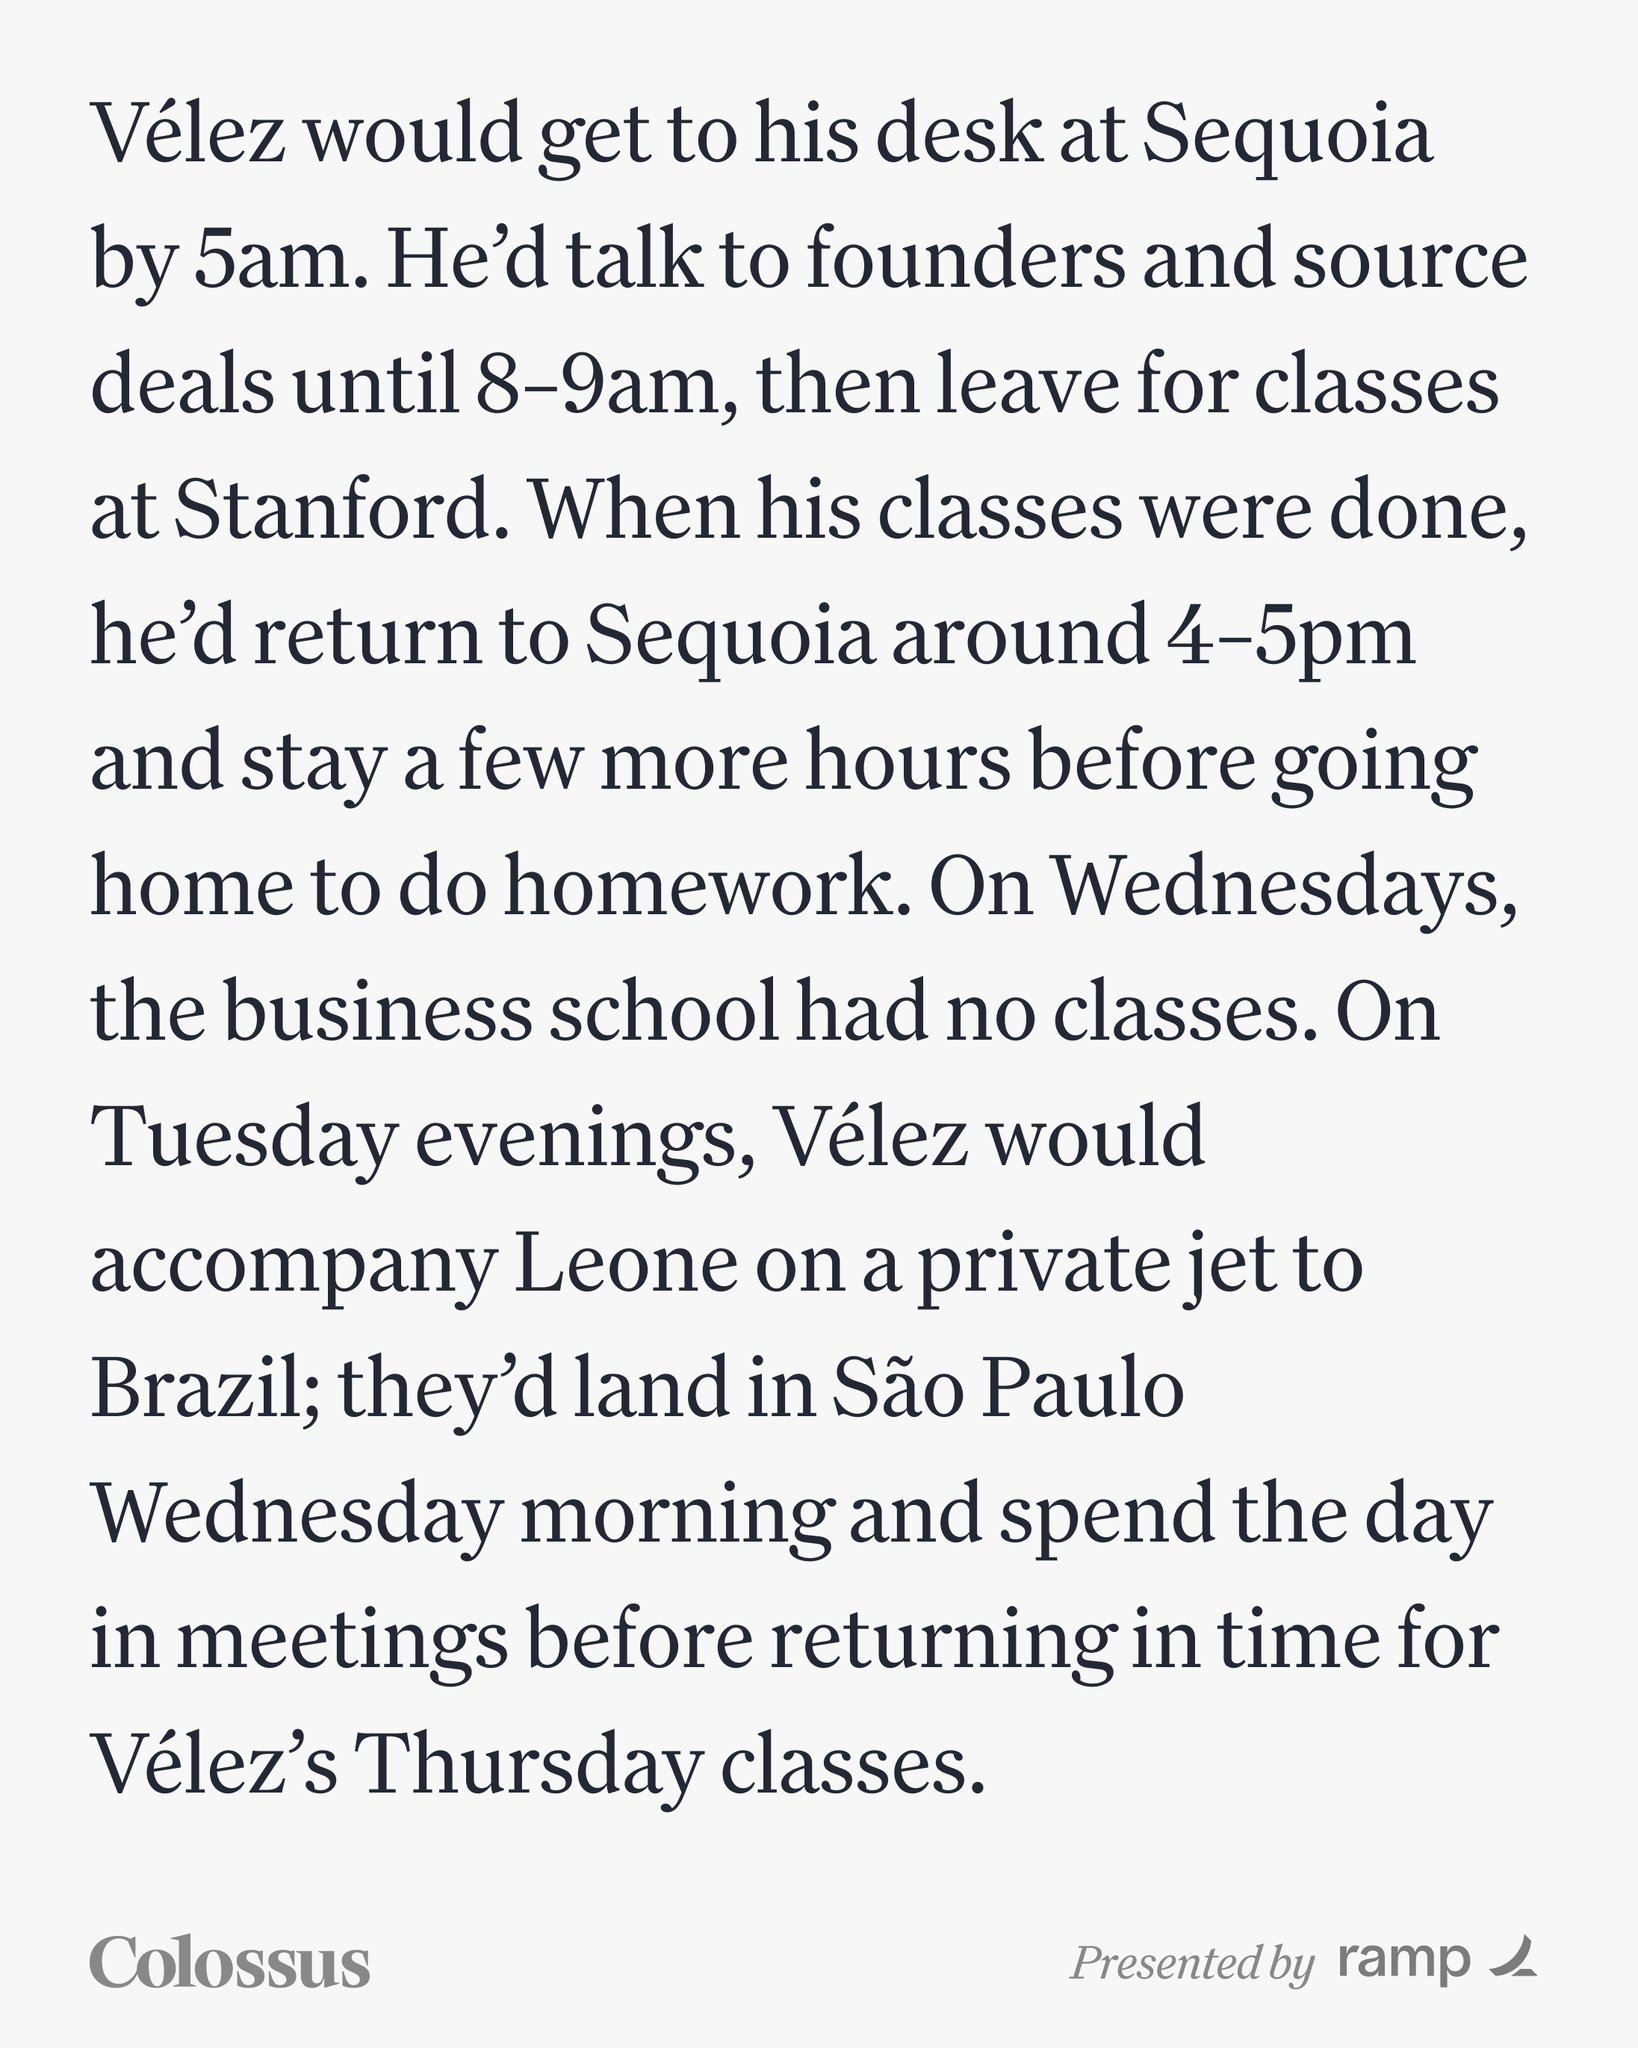 Vélez would get to his desk at Sequoia
by 5am. He’d talk to founders and source
deals until 8–9am, then leave for classes
at Stanford. When his classes were done,
he’d return to Sequoia around 4–5pm
and stay a few more hours before going
home to do homework. On Wednesdays,
the business school had no classes. On
Tuesday evenings, Vélez would
accompany Leone on a private jet to
Brazil; they’d land in São Paulo
Wednesday morning and spend the day
in meetings before returning in time for
Vélez’s Thursday classes.
Colossus
Presented by ramp